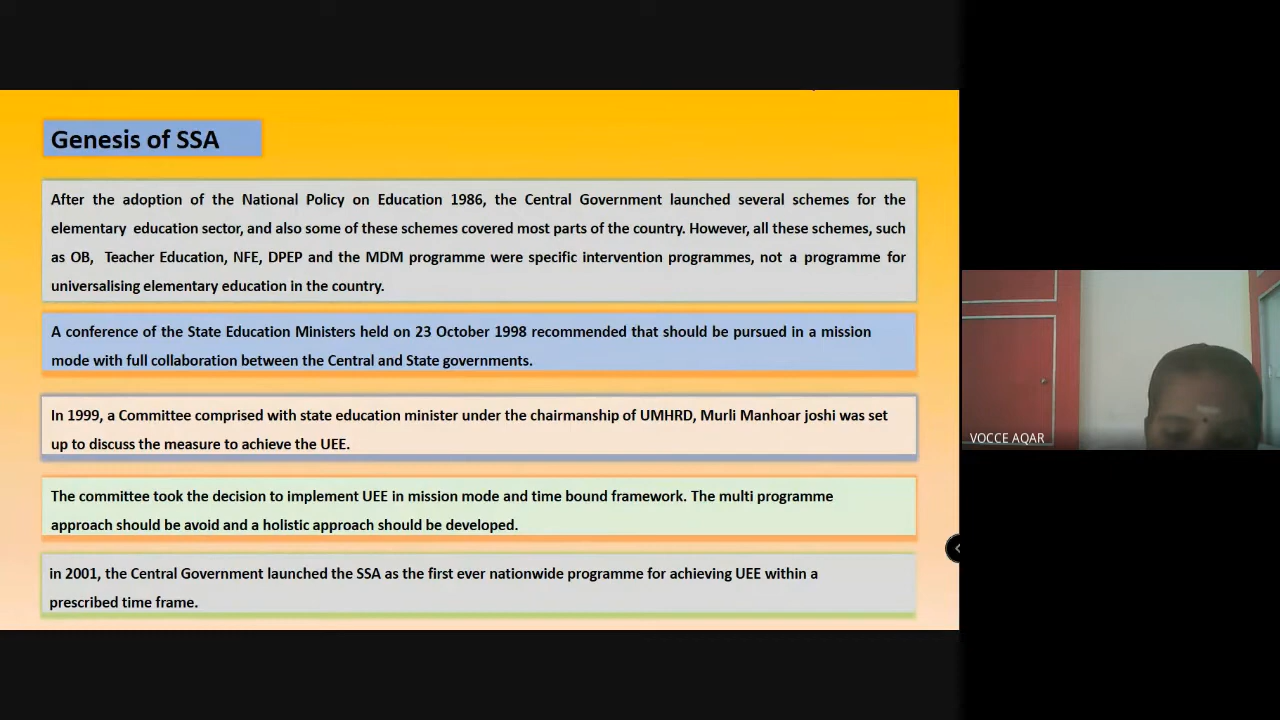 Genesis of SSA
After the adoption of the National Policy on Education 1986, the Central Government launched several schemes for the
elementary education sector, and also some of these schemes covered most parts of the country. However, all these schemes, such
as OB, Teacher Education, NFE, DPEP and the MDM programme were specific intervention programmes, not a programme for
universalising elementary education in the country.
A conference of the State Education Ministers held on 23 October 1998 recommended that should be pursued in a mission
mode with full collaboration between the Central and State governments.
In 1999, a Committee comprised with state education minister under the chairmanship of UMHRD, Murli Manhoar joshi was set
up to discuss the measure to achieve the UEE.
The committee took the decision to implement UEE in mission mode and time bound framework. The multi programme
approach should be avoid and a holistic approach should be developed.
in 2001, the Central Government launched the SSA as the first ever nationwide programme for achieving UEE within a
prescribed time frame.
VOCCE AQAR